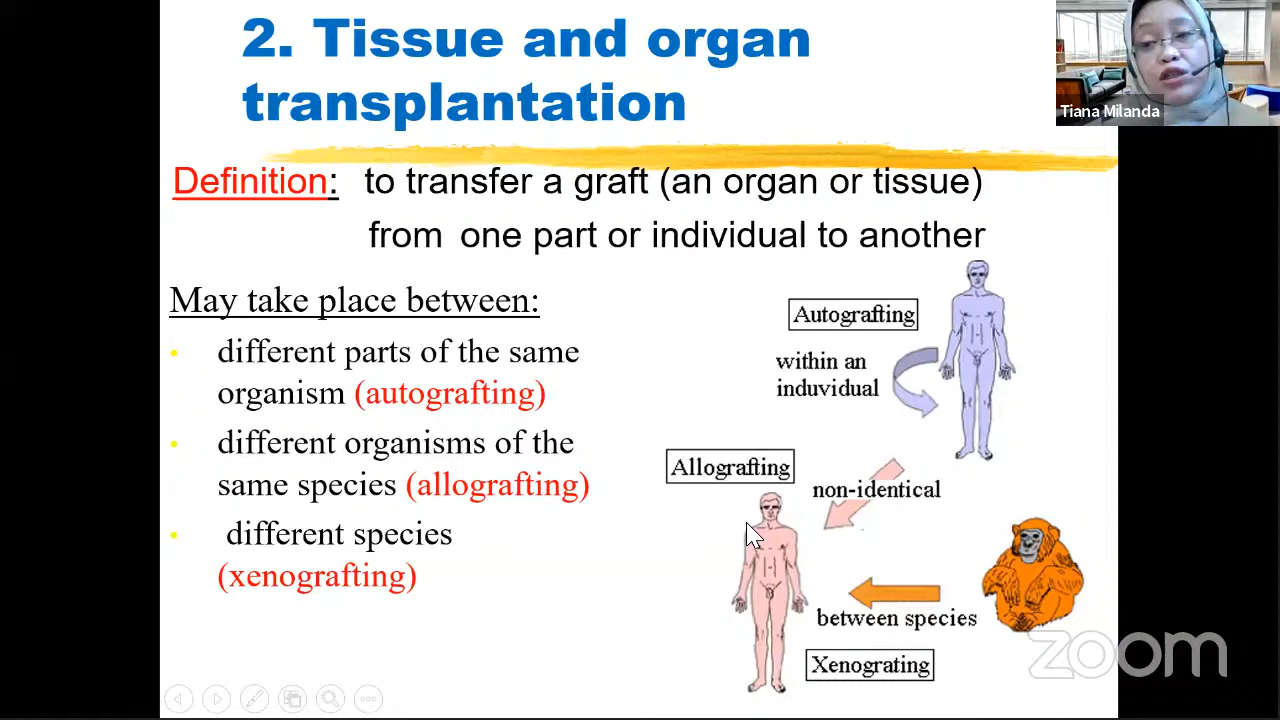 2. Tissue and organ
transplantation
Tiana Milanda
Definition: to transfer a graft (an organ or tissue)
from one part or individual to another
May take place between:
• different parts of the same
organism (autografting)
• different organisms of the
same species (allografting)
• different species
(xenografting)
Autografting
within an
induvidual
Allografting
non-identical
between species
Xenograting
zoom